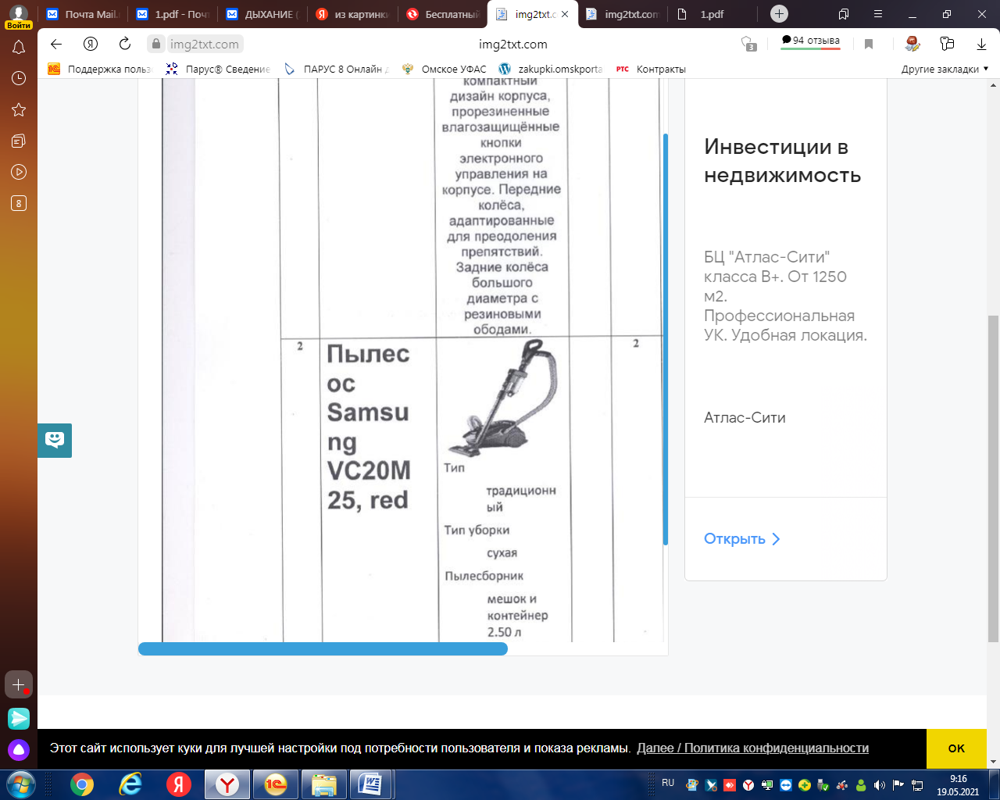 Войти
Почта Mail.
1.pdf - Почт
ДЫХАНИЕ (
из картинки
Бесплатный
img2txt.c
img2txt.com
1.pdf
img2txt.com
img2txt.com
3
94 отзыва
Поддержка польз
Парус® Сведение
ПАРУС 8 Онлайн д
Омское УФАС
zakupki.omskporta
РТС Контракты
Другие закладки
8
компактный
дизайн корпуса,
прорезиненные
влагозащищённые
кнопки
электронного
управления на
корпусе. Передние
колёса,
адаптированные
для преодоления
препятствий.
Задние колёса
большого
диаметра с
резиновыми
ободами.
2
Пылес
ос
Samsu
ng
VC20M
25, red
2
Тип
традиционн
ый
Тип уборки
сухая
Пылесборник
мешок и
контейнер
2.50 л
Инвестиции в
недвижимость
БЦ "Атлас-Сити"
класса В+. От 1250
м2.
Профессиональная
УК. Удобная локация.
Атлас-Сити
Открыть
Этот сайт использует куки для лучшей настройки под потребности пользователя и показа рекламы. Далее / Политика конфиденциальности
ОК
RU
9:16
19.05.2021